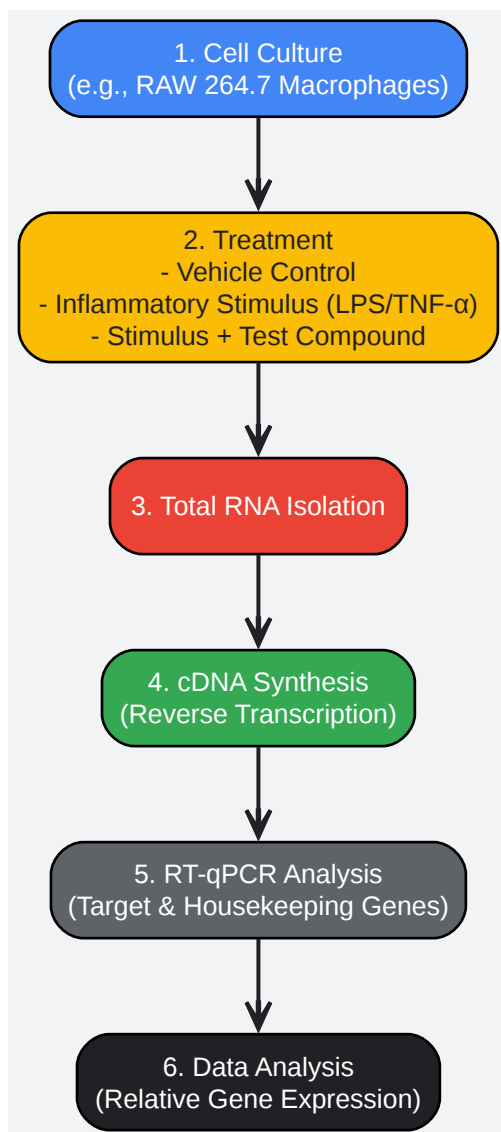 1. Cell Culture
(e.g., RAW 264.7 Macrophages)
2. Treatment
- Vehicle Control
- Inflammatory Stimulus (LPS/TNF-α)
- Stimulus + Test Compound
3. Total RNA Isolation
4. cDNA Synthesis
(Reverse Transcription)
5. RT-qPCR Analysis
(Target & Housekeeping Genes)
6. Data Analysis
(Relative Gene Expression)